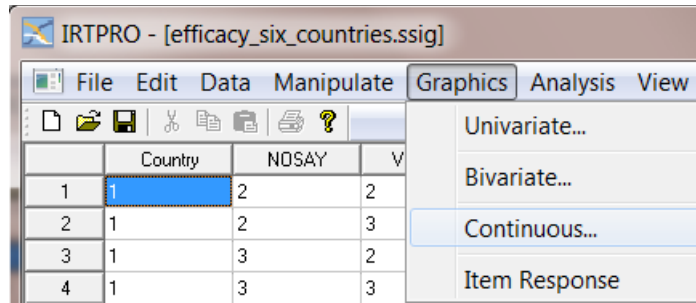 IRTPRO - [efficacy_six_countries.ssig]
File Edit Data Manipulate Graphics Analysis View
Univariate...
Bivariate...
Continuous...
Item Response
Country NOSAY V
1 1 2 2
2 1 2 3
3 1 3 2
4 1 3 3